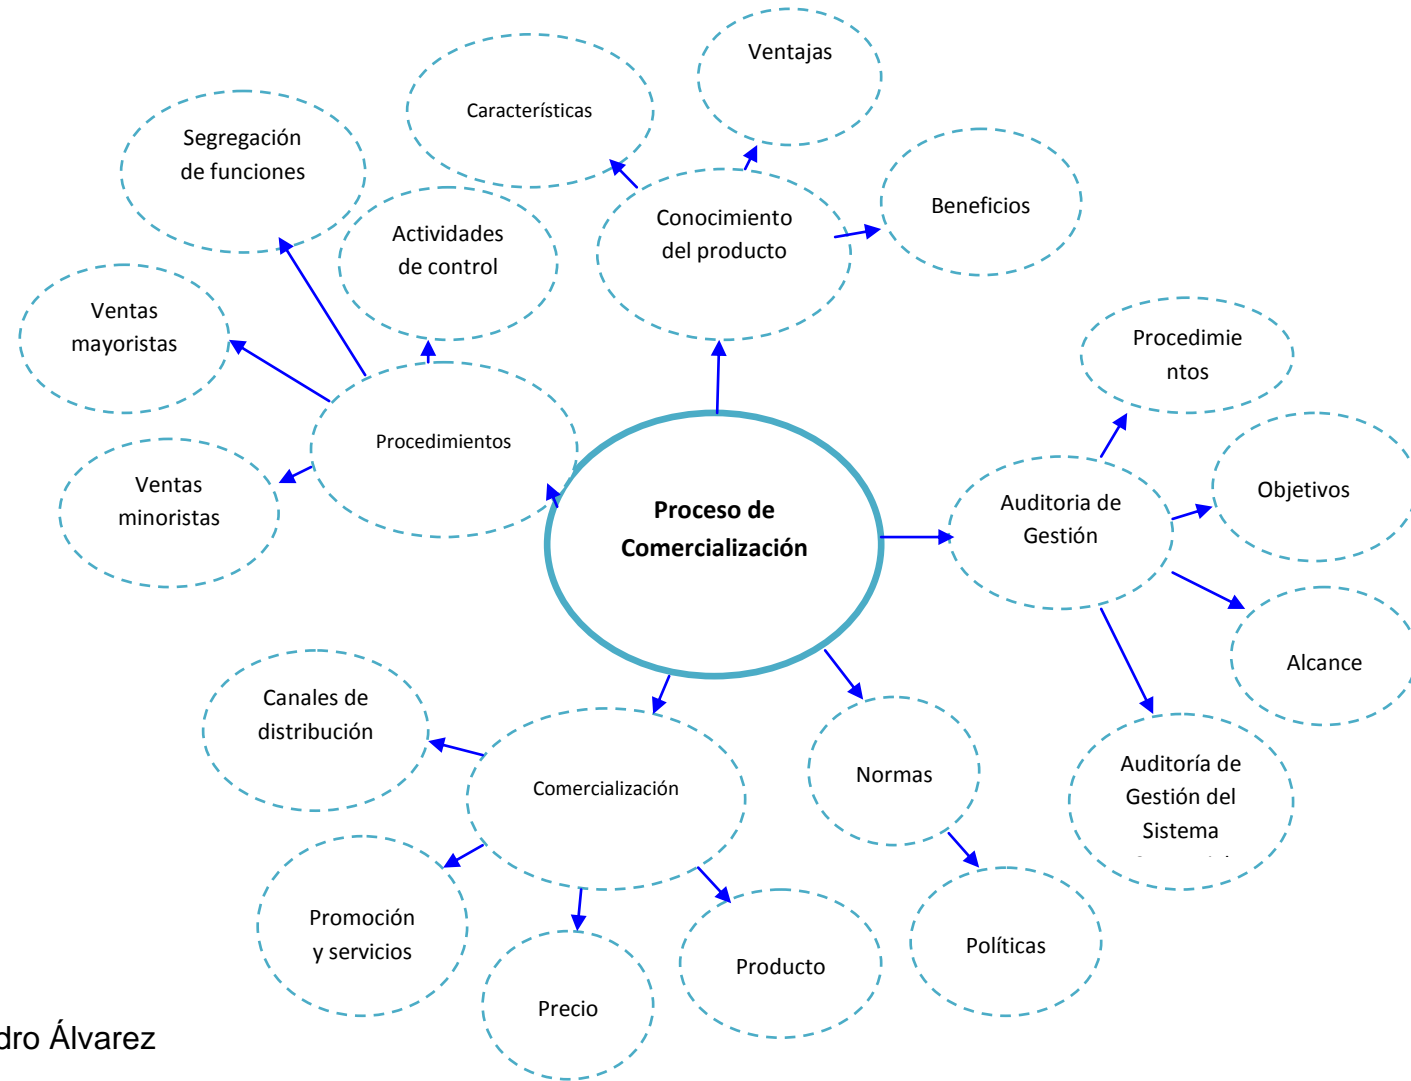 Ventajas
Caracterísíticas
Segregación
de funciones
Beneficios
Conocimiento
del producto
Actividades
de control
Ventas
mayoristas
Procedimie
ntos
Procedimientos
Ventas
minoristas
Proceso de
Comercialización
Auditoria de
Gestión
Objetivos
Alcance
Canales de
distribución
Comercialización
Normas
Auditoría de
Gestión del
Sistema
Promoción
y servicios
Producto
Políticas
Precio
dro Álvarez